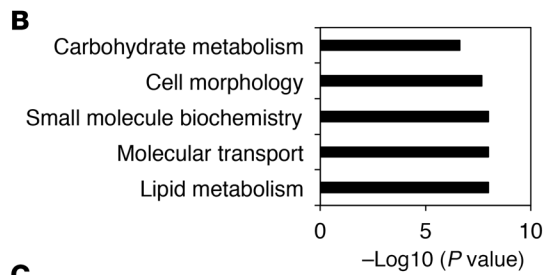 B
Carbohydrate metabolism
Cell morphology
Small molecule biochemistry
Molecular transport
Lipid metabolism
0 5 10
–Log10 (P value)